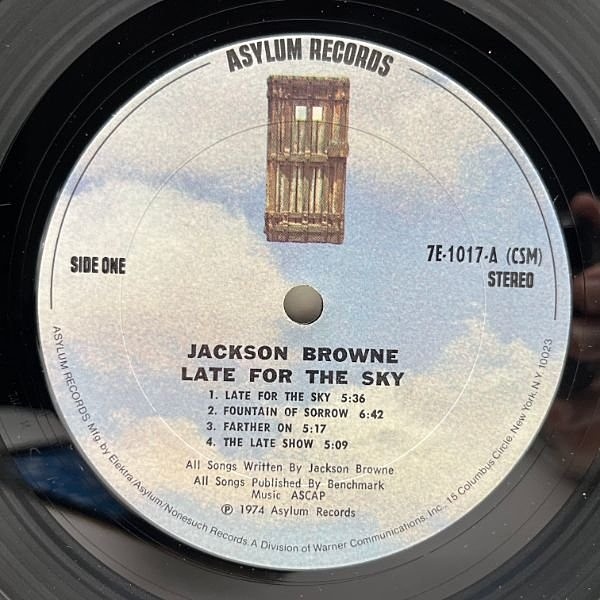 ASYLUM RECORDS
SIDE ONE
7E-1017-A (CSM)
STEREO
JACKSON BROWNE
LATE FOR THE SKY
1. LATE FOR THE SKY 5:36
2. FOUNTAIN OF SORROW 6:42
3. FARTHER ON 5:17
4. THE LATE SHOW 5:09
All Songs Written By Jackson Browne
All Songs Published By Benchmark
Music ASCAP
℗ 1974 Asylum Records
ASYLUM RECORDS Mfg. by Elektra/Asylum/Nonesuch Records. A Division of Warner Communications, Inc., 15 Columbus Circle, New York, N.Y. 10023